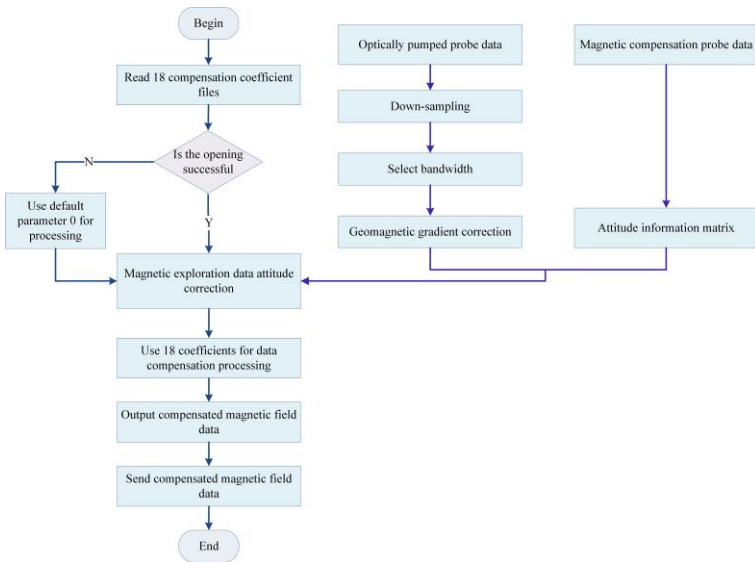 Begin
Read 18 compensation coefficient
files
Is the opening
successful
N
Y
Use default
parameter 0 for
processing
Magnetic exploration data attitude
correction
Use 18 coefficients for data
compensation processing
Output compensated magnetic field
data
Send compensated magnetic field
data
End
Optically pumped probe data
Down-sampling
Select bandwidth
Geomagnetic gradient correction
Magnetic compensation probe data
Attitude information matrix